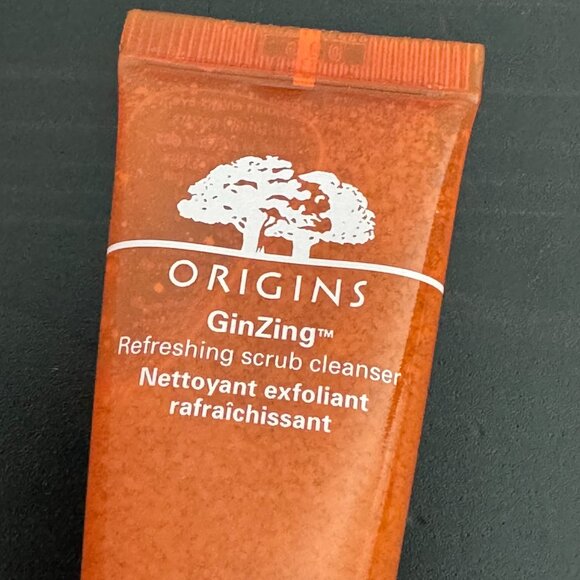 ORIGINS
GinZing™
Refreshing scrub cleanser
Nettoyant exfoliant
rafraîchissant